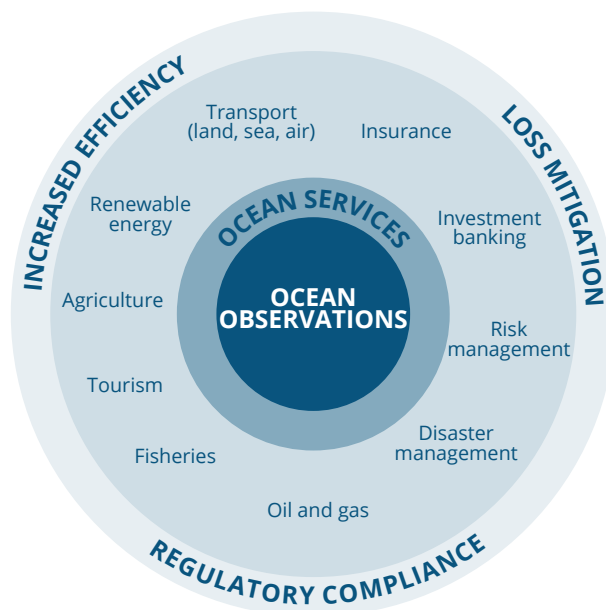 INCREASED EFFICIENCY
LOSS MITIGATION
REGULATORY COMPLIANCE
Transport
(land, sea, air)
Insurance
Renewable
energy
Investment
banking
Agriculture
Risk
management
Tourism
Disaster
management
Fisheries
Oil and gas
OCEAN SERVICES
OCEAN
OBSERVATIONS